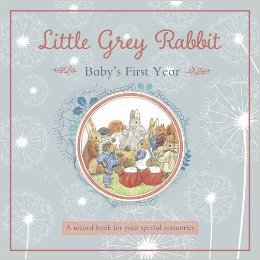 Little Grey Rabbit
Baby's First Year
A record book for your special memories